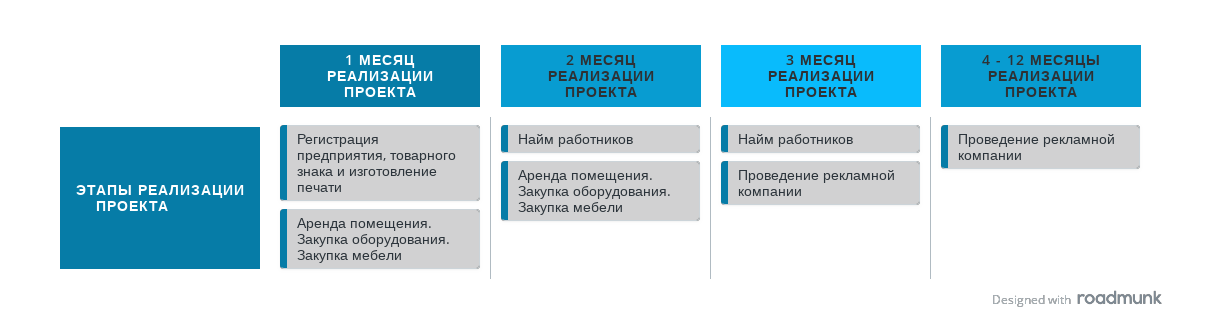 1 МЕСЯЦ
РЕАЛИЗАЦИИ
ПРОЕКТА
2 МЕСЯЦ
РЕАЛИЗАЦИИ
ПРОЕКТА
3 МЕСЯЦ
РЕАЛИЗАЦИИ
ПРОЕКТА
4 - 12 МЕСЯЦЫ
РЕАЛИЗАЦИИ
ПРОЕКТА
ЭТАПЫ РЕАЛИЗАЦИИ
ПРОЕКТА
Регистрация
предприятия, товарного
знака и изготовление
печати
Аренда помещения.
Закупка оборудования.
Закупка мебели
Найм работников
Аренда помещения.
Закупка оборудования.
Закупка мебели
Найм работников
Проведение рекламной
компании
Проведение рекламной
компании
Designed with roadmunk